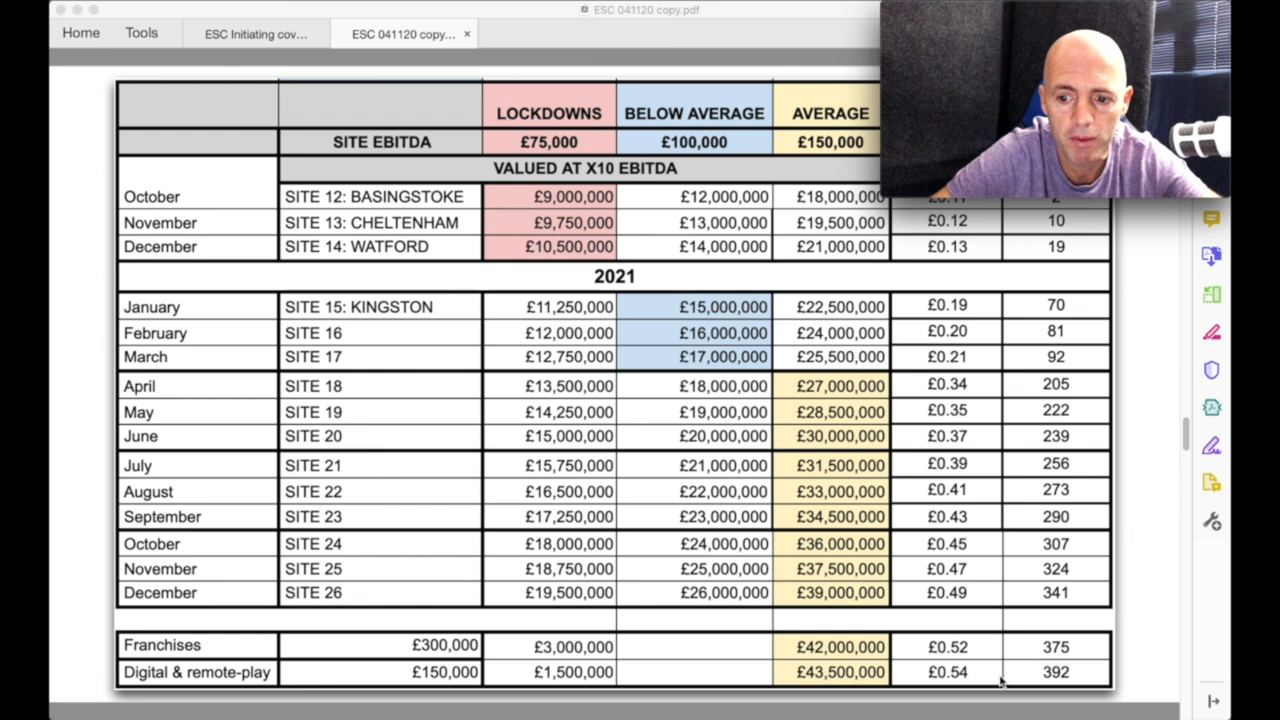 ESC 041120 copy.pdf
Home Tools ESC Initiating cov... ESC 041120 copy... ×
LOCKDOWNS BELOW AVERAGE AVERAGE
SITE EBITDA £75,000 £100,000 £150,000
VALUED AT X10 EBITDA
October SITE 12: BASINGSTOKE £9,000,000 £12,000,000 £18,000,000
November SITE 13: CHELTENHAM £9,750,000 £13,000,000 £19,500,000 £0.12 10
December SITE 14: WATFORD £10,500,000 £14,000,000 £21,000,000 £0.13 19
2021
January SITE 15: KINGSTON £11,250,000 £15,000,000 £22,500,000 £0.19 70
February SITE 16 £12,000,000 £16,000,000 £24,000,000 £0.20 81
March SITE 17 £12,750,000 £17,000,000 £25,500,000 £0.21 92
April SITE 18 £13,500,000 £18,000,000 £27,000,000 £0.34 205
May SITE 19 £14,250,000 £19,000,000 £28,500,000 £0.35 222
June SITE 20 £15,000,000 £20,000,000 £30,000,000 £0.37 239
July SITE 21 £15,750,000 £21,000,000 £31,500,000 £0.39 256
August SITE 22 £16,500,000 £22,000,000 £33,000,000 £0.41 273
September SITE 23 £17,250,000 £23,000,000 £34,500,000 £0.43 290
October SITE 24 £18,000,000 £24,000,000 £36,000,000 £0.45 307
November SITE 25 £18,750,000 £25,000,000 £37,500,000 £0.47 324
December SITE 26 £19,500,000 £26,000,000 £39,000,000 £0.49 341
Franchises £300,000 £3,000,000 £42,000,000 £0.52 375
Digital & remote-play £150,000 £1,500,000 £43,500,000 £0.54 392